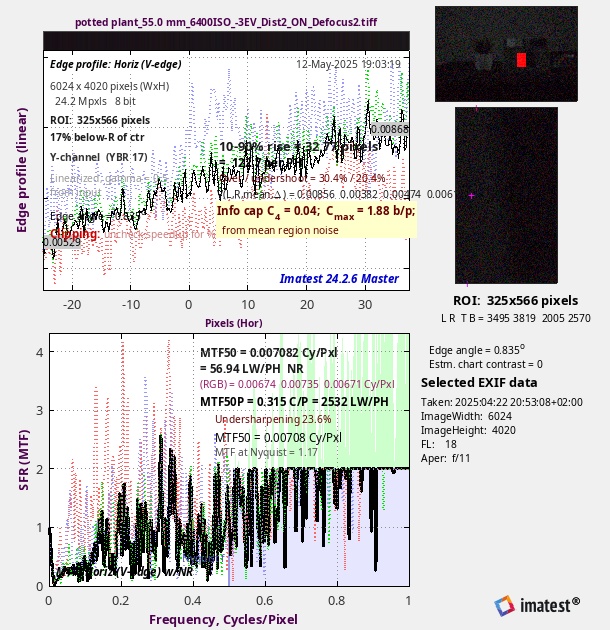 potted plant_55.0 mm_6400ISO_-3EV_Dist2_ON_Defocus2.tiff
Edge profile: Horiz (V-edge)
12-May-2025 19:03:19
6024 x 4020 pixels (WxH)
24.2 Mpxls 8 bit
ROI: 325x566 pixels
17% below-R of ctr
Y-channel (YBR 17)
10-90% rise = 32.77 pixels
0.00868
0.00529
Edge
Clipping:
Info cap C4 = 0.04; Cmax = 1.88 b/p;
from mean region noise
Imatest 24.2.6 Master
Edge profile (linear)
-20 -10 0 10 20 30
Pixels (Hor)
ROI: 325x566 pixels
L R T B = 3495 3819 2005 2570
Edge angle = 0.835o
Estm. chart contrast = 0
Selected EXIF data
Taken: 2025:04:22 20:53:08+02:00
ImageWidth: 6024
ImageHeight: 4020
FL: 18
Aper: f/11
MTF50 = 0.007082 Cy/Pxl
= 56.94 LW/PH NR
(RGB) = 0.00674 0.00735 0.00671 Cy/Pxl
MTF50P = 0.315 C/P = 2532 LW/PH
Undersharpening 23.6%
MTF50 = 0.00708 Cy/Pxl
MTF at Nyquist = 1.17
SFR (MTF)
4
3
2
1
0
0 0.2 0.4 0.6 0.8 1
Frequency, Cycles/Pixel
imatest®